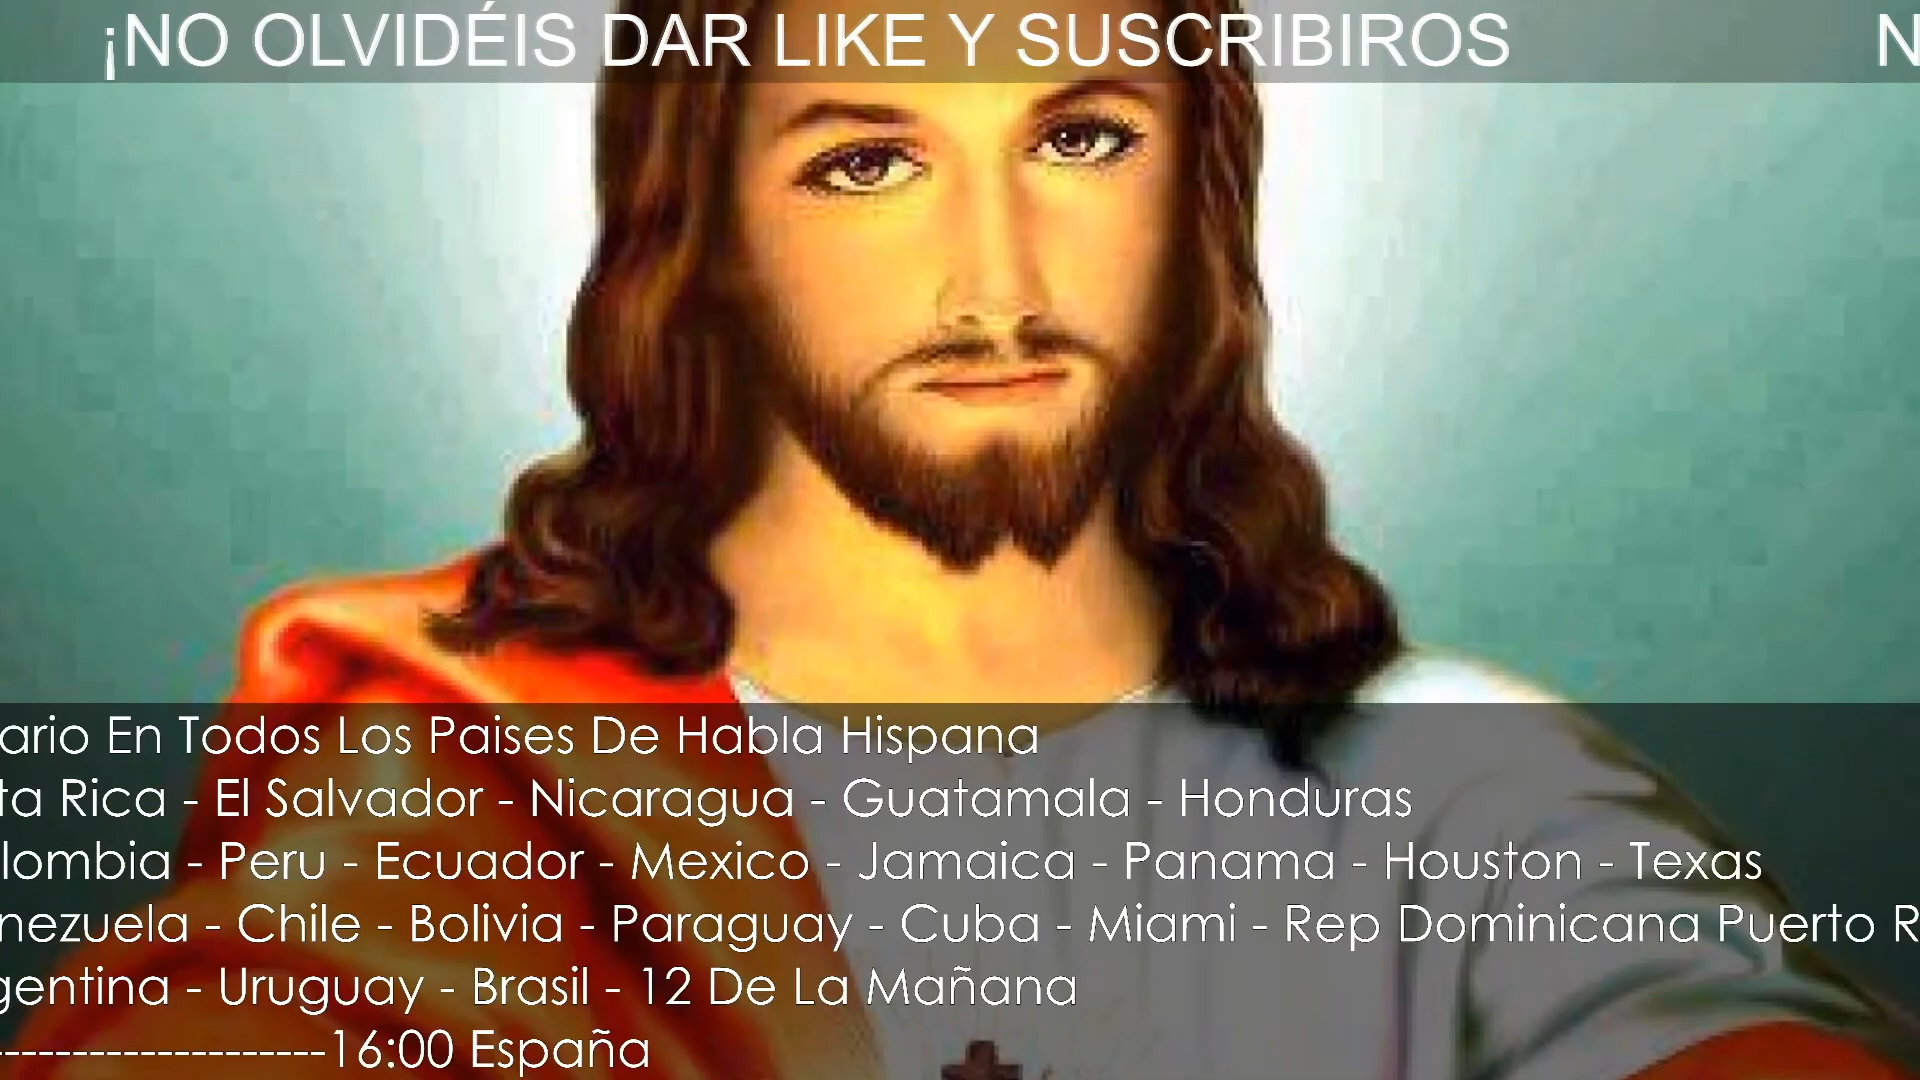 ¡NO OLVIDÉIS DAR LIKE Y SUSCRIBIROS N
ario En Todos Los Paises De Habla Hispana
ta Rica - El Salvador - Nicaragua - Guatamala - Honduras
lombia - Peru - Ecuador - Mexico - Jamaica - Panama - Houston - Texas
nezuela - Chile - Bolivia - Paraguay - Cuba - Miami - Rep Dominicana Puerto R
gentina - Uruguay - Brasil - 12 De La Mañana
--------------------16:00 España